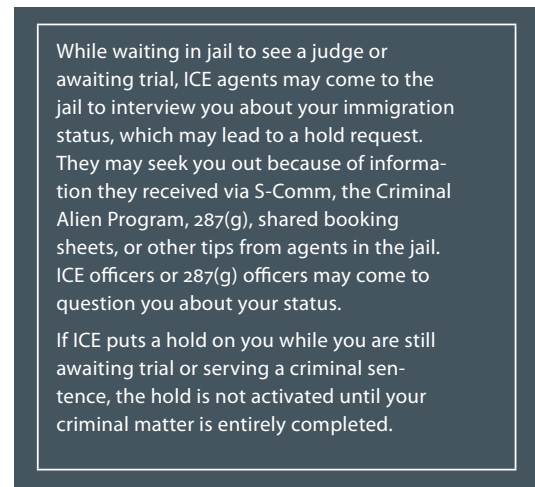 While waiting in jail to see a judge or
awaiting trial, ICE agents may come to the
jail to interview you about your immigration
status, which may lead to a hold request.
They may seek you out because of informa-
tion they received via S-Comm, the Criminal
Alien Program, 287(g), shared booking
sheets, or other tips from agents in the jail.
ICE officers or 287(g) officers may come to
question you about your status.
If ICE puts a hold on you while you are still
awaiting trial or serving a criminal sen-
tence, the hold is not activated until your
criminal matter is entirely completed.